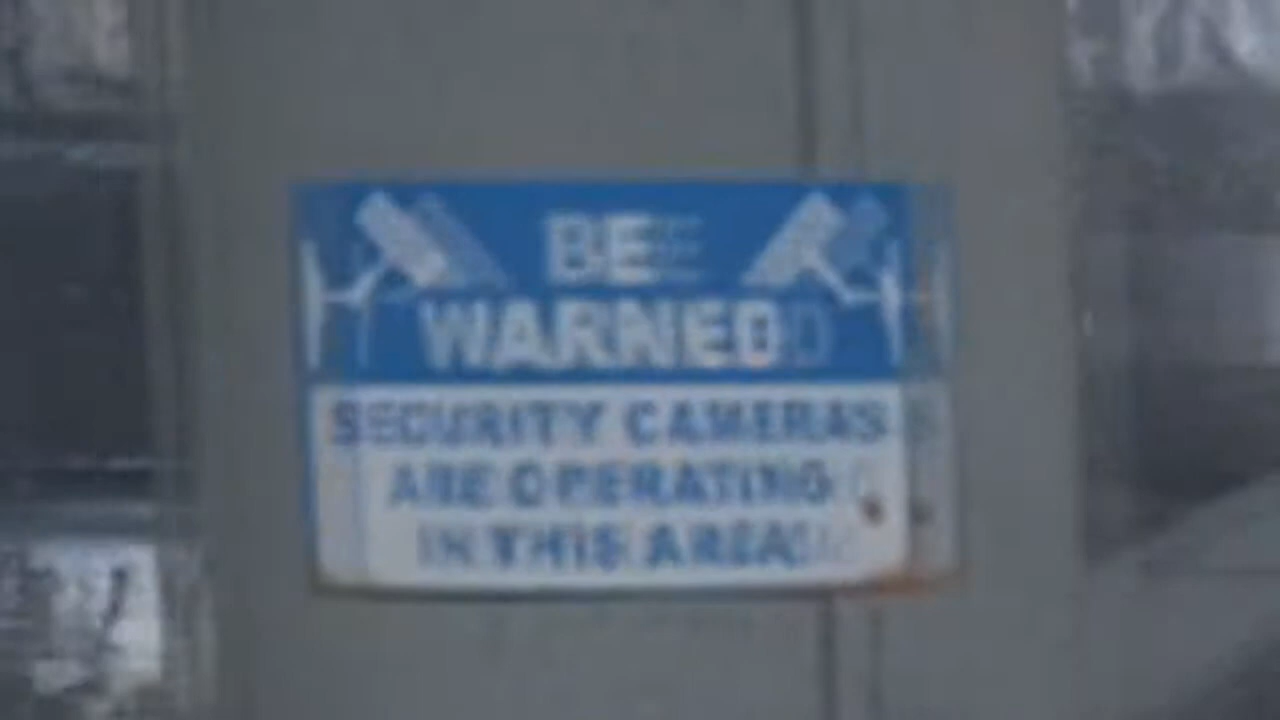 BE
WARNED
SECURITY CAMERAS
ARE OPERATING
IN THIS AREA!